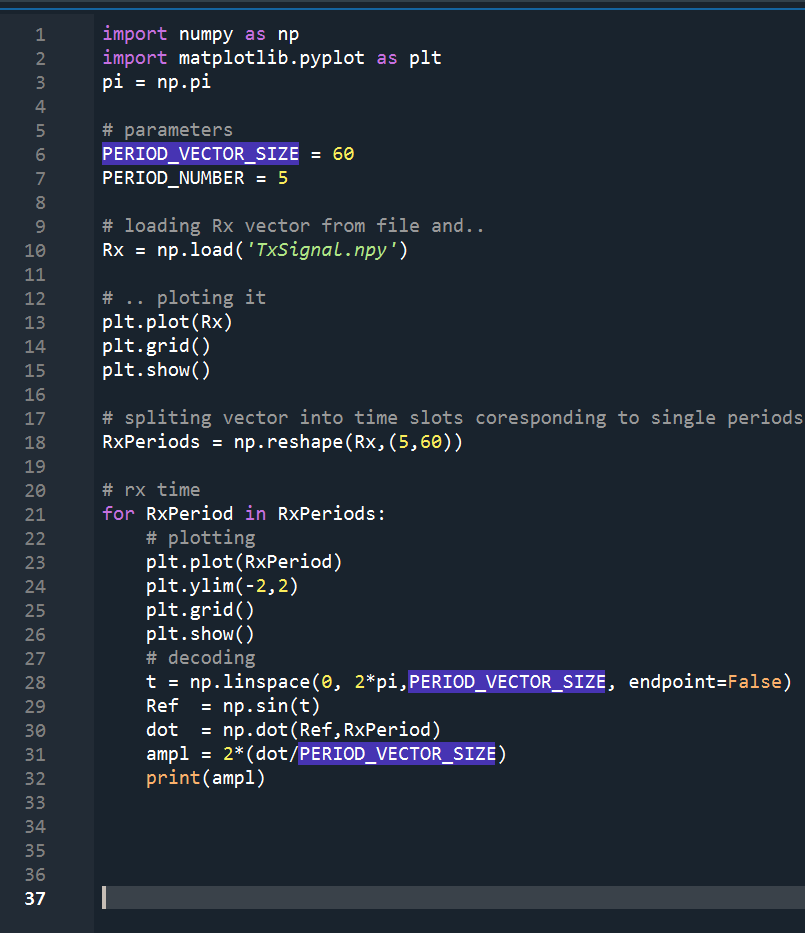 1 import numpy as np
2 import matplotlib.pyplot as plt
3 pi = np.pi
4
5 # parameters
6 PERIOD_VECTOR_SIZE = 60
7 PERIOD_NUMBER = 5
8
9 # loading Rx vector from file and..
10 Rx = np.load('TxSignal.npy')
11
12 # .. ploting it
13 plt.plot(Rx)
14 plt.grid()
15 plt.show()
16
17 # spliting vector into time slots coresponding to single periods
18 RxPeriods = np.reshape(Rx,(5,60))
19
20 # rx time
21 for RxPeriod in RxPeriods:
22     # plotting
23     plt.plot(RxPeriod)
24     plt.ylim(-2,2)
25     plt.grid()
26     plt.show()
27     # decoding
28     t = np.linspace(0, 2*pi,PERIOD_VECTOR_SIZE, endpoint=False)
29     Ref  = np.sin(t)
30     dot  = np.dot(Ref,RxPeriod)
31     ampl = 2*(dot/PERIOD_VECTOR_SIZE)
32     print(ampl)
33
34
35
36
37